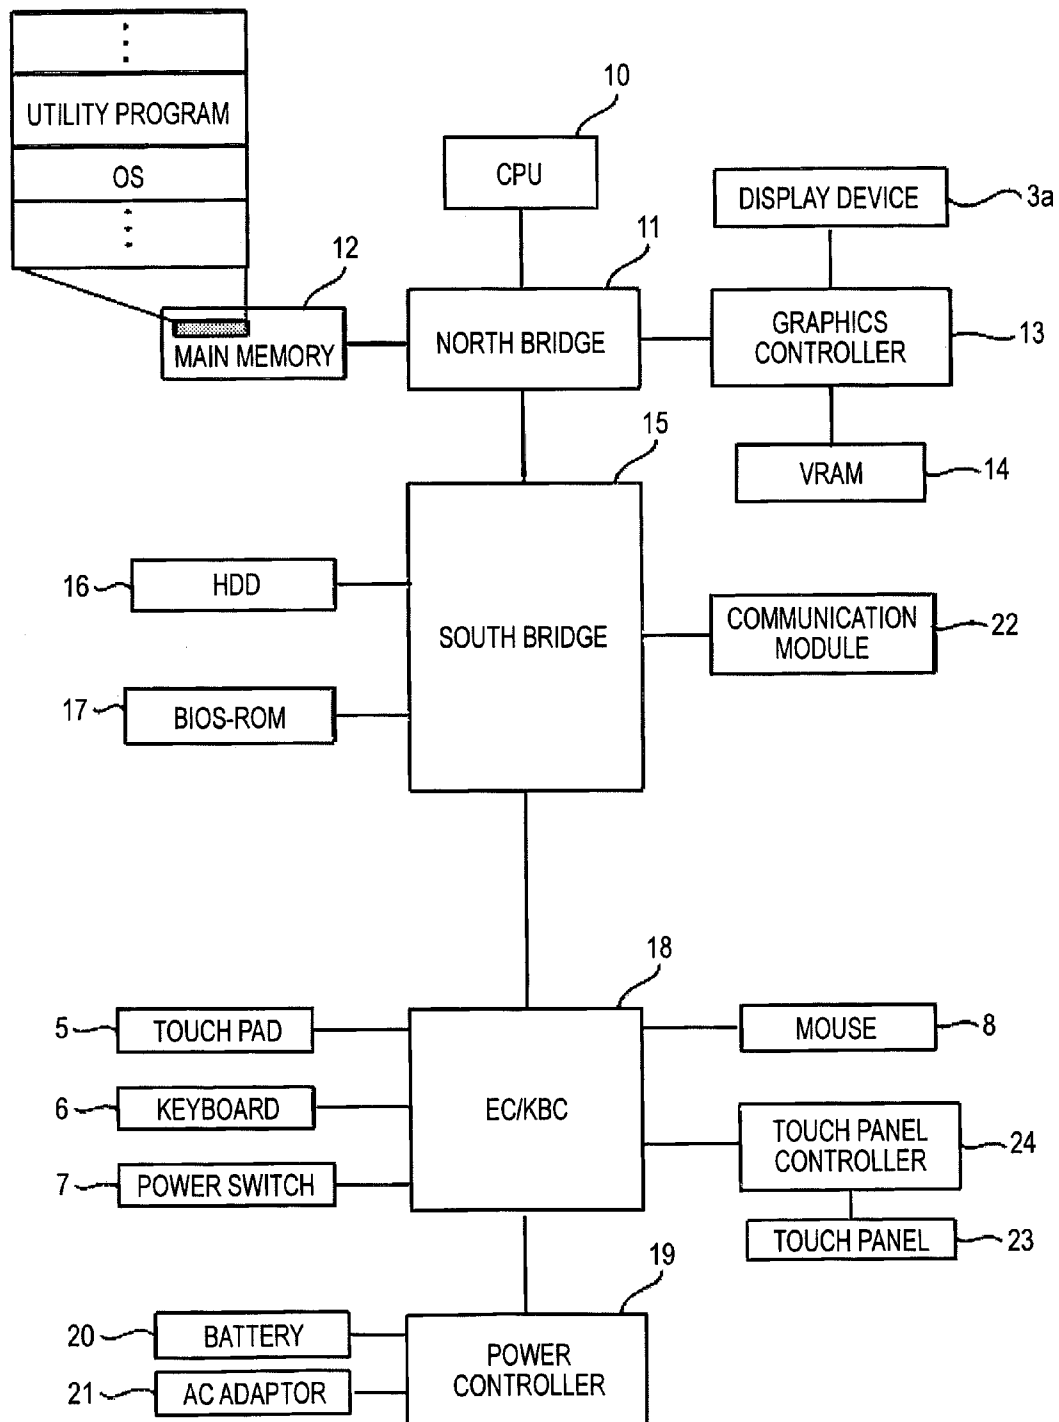 UTILITY PROGRAM
OS
10
CPU
DISPLAY DEVICE
3a
12
11
MAIN MEMORY
NORTH BRIDGE
GRAPHICS
CONTROLLER
13
15
VRAM
14
16
HDD
SOUTH BRIDGE
COMMUNICATION
MODULE
22
17
BIOS-ROM
18
5
TOUCH PAD
MOUSE
8
6
KEYBOARD
EC/KBC
TOUCH PANEL
CONTROLLER
24
7
POWER SWITCH
TOUCH PANEL
23
19
20
BATTERY
POWER
CONTROLLER
21
AC ADAPTOR